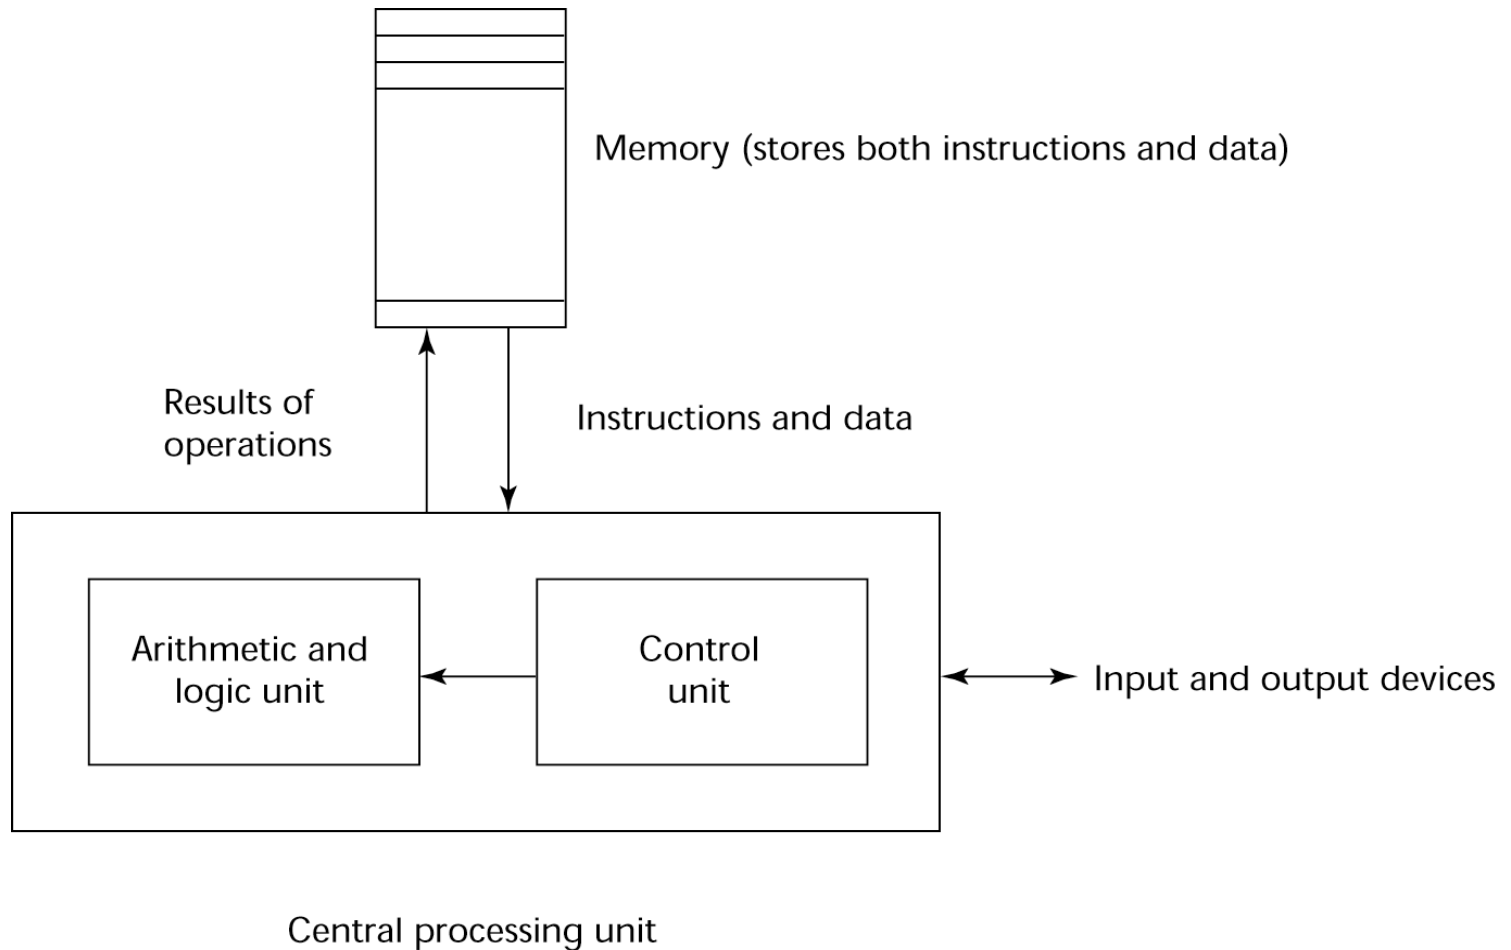 Memory (stores both instructions and data)
Results of
operations
Instructions and data
Arithmetic and
logic unit
Control
unit
Input and output devices
Central processing unit